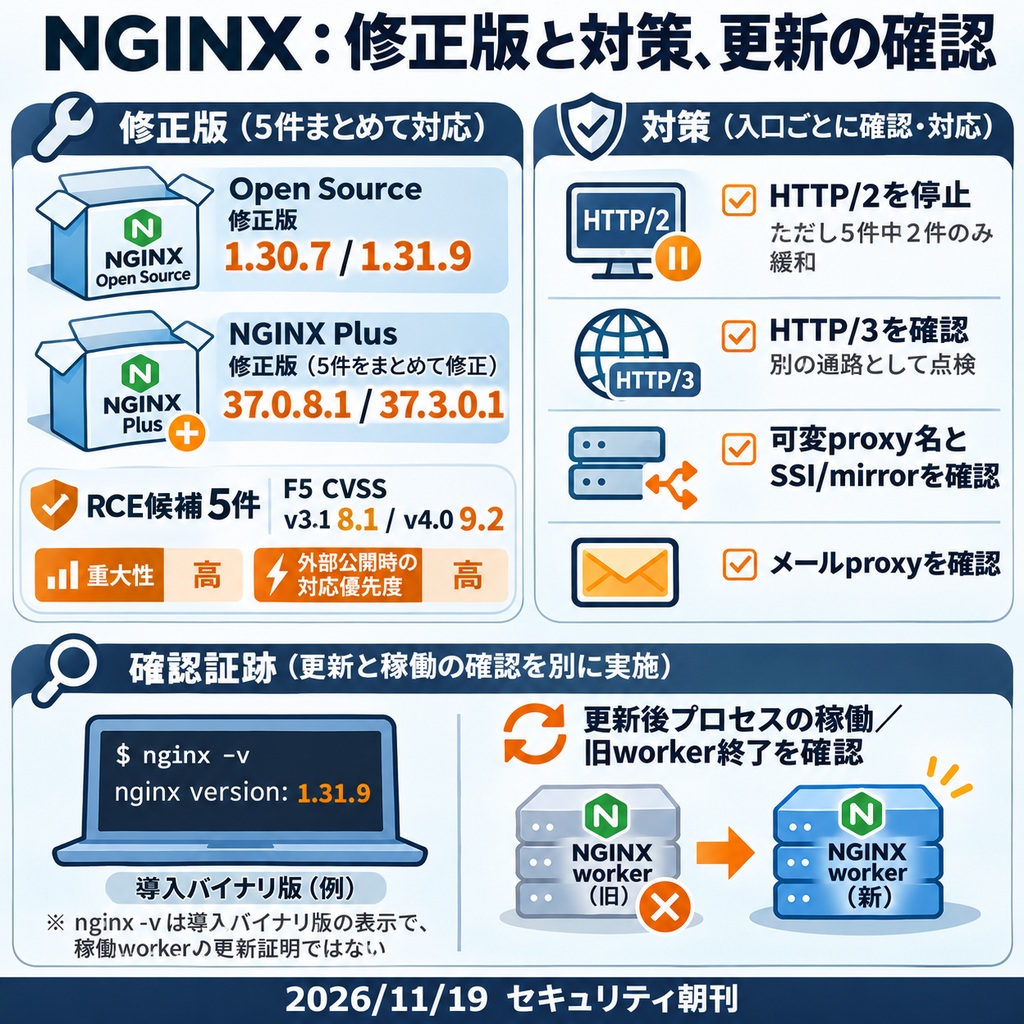 NGINX：修正版と対策、更新の確認
修正版（5件まとめて対応）
NGINX
Open Source
Open Source
修正版
1.30.7 / 1.31.9
NGINX
Plus
NGINX Plus
修正版（5件をまとめて修正）
37.0.8.1 / 37.3.0.1
RCE候補5件
F5 CVSS
v3.1 8.1 / v4.0 9.2
重大性 高
外部公開時の
対応優先度
高
対策（入口ごとに確認・対応）
HTTP/2
HTTP/2を停止
ただし5件中2件のみ
緩和
HTTP/3
HTTP/3を確認
別の通路として点検
可変proxy名と
SSI/mirrorを確認
メールproxyを確認
確認証跡（更新と稼働の確認を別に実施）
$ nginx -v
nginx version: 1.31.9
導入バイナリ版（例）
※ nginx -v は導入バイナリ版の表示で、
稼働workerの更新証明ではない
更新後プロセスの稼働／
旧worker終了を確認
NGINX
worker
（旧）
NGINX
worker
（新）
2026/11/19 セキュリティ朝刊